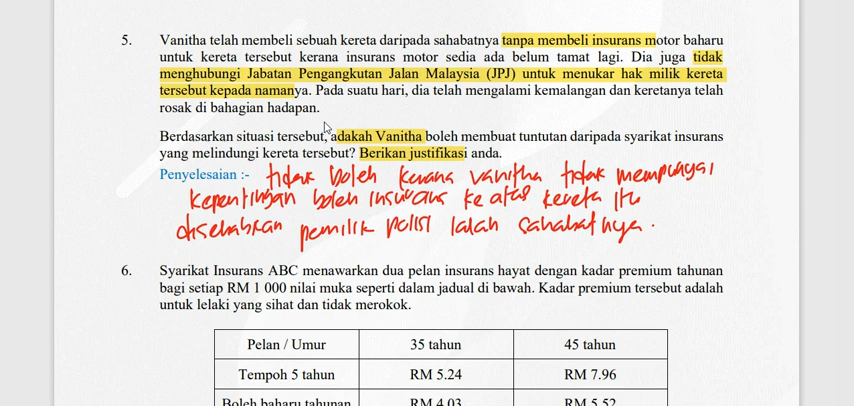 5. Vanitha telah membeli sebuah kereta daripada sahabatnya tanpa membeli insurans motor baharu
untuk kereta tersebut kerana insurans motor sedia ada belum tamat lagi. Dia juga tidak
menghubungi Jabatan Pengangkutan Jalan Malaysia (JPJ) untuk menukar hak milik kereta
tersebut kepada namanya. Pada suatu hari, dia telah mengalami kemalangan dan keretanya telah
rosak di bahagian hadapan.
Berdasarkan situasi tersebut, adakah Vanitha boleh membuat tuntutan daripada syarikat insurans
yang melindungi kereta tersebut? Berikan justifikasi anda.
Penyelesaian :- tidak boleh kerana vanitha tidak mempunyai
kepentingan boleh insurans ke atas kereta itu
disebabkan pemilik polisi ialah sahabatnya.
6. Syarikat Insurans ABC menawarkan dua pelan insurans hayat dengan kadar premium tahunan
bagi setiap RM 1 000 nilai muka seperti dalam jadual di bawah. Kadar premium tersebut adalah
untuk lelaki yang sihat dan tidak merokok.
Pelan / Umur 35 tahun 45 tahun
Tempoh 5 tahun RM 5.24 RM 7.96
Boleh baharu tahunan RM 4.03 RM 5.52